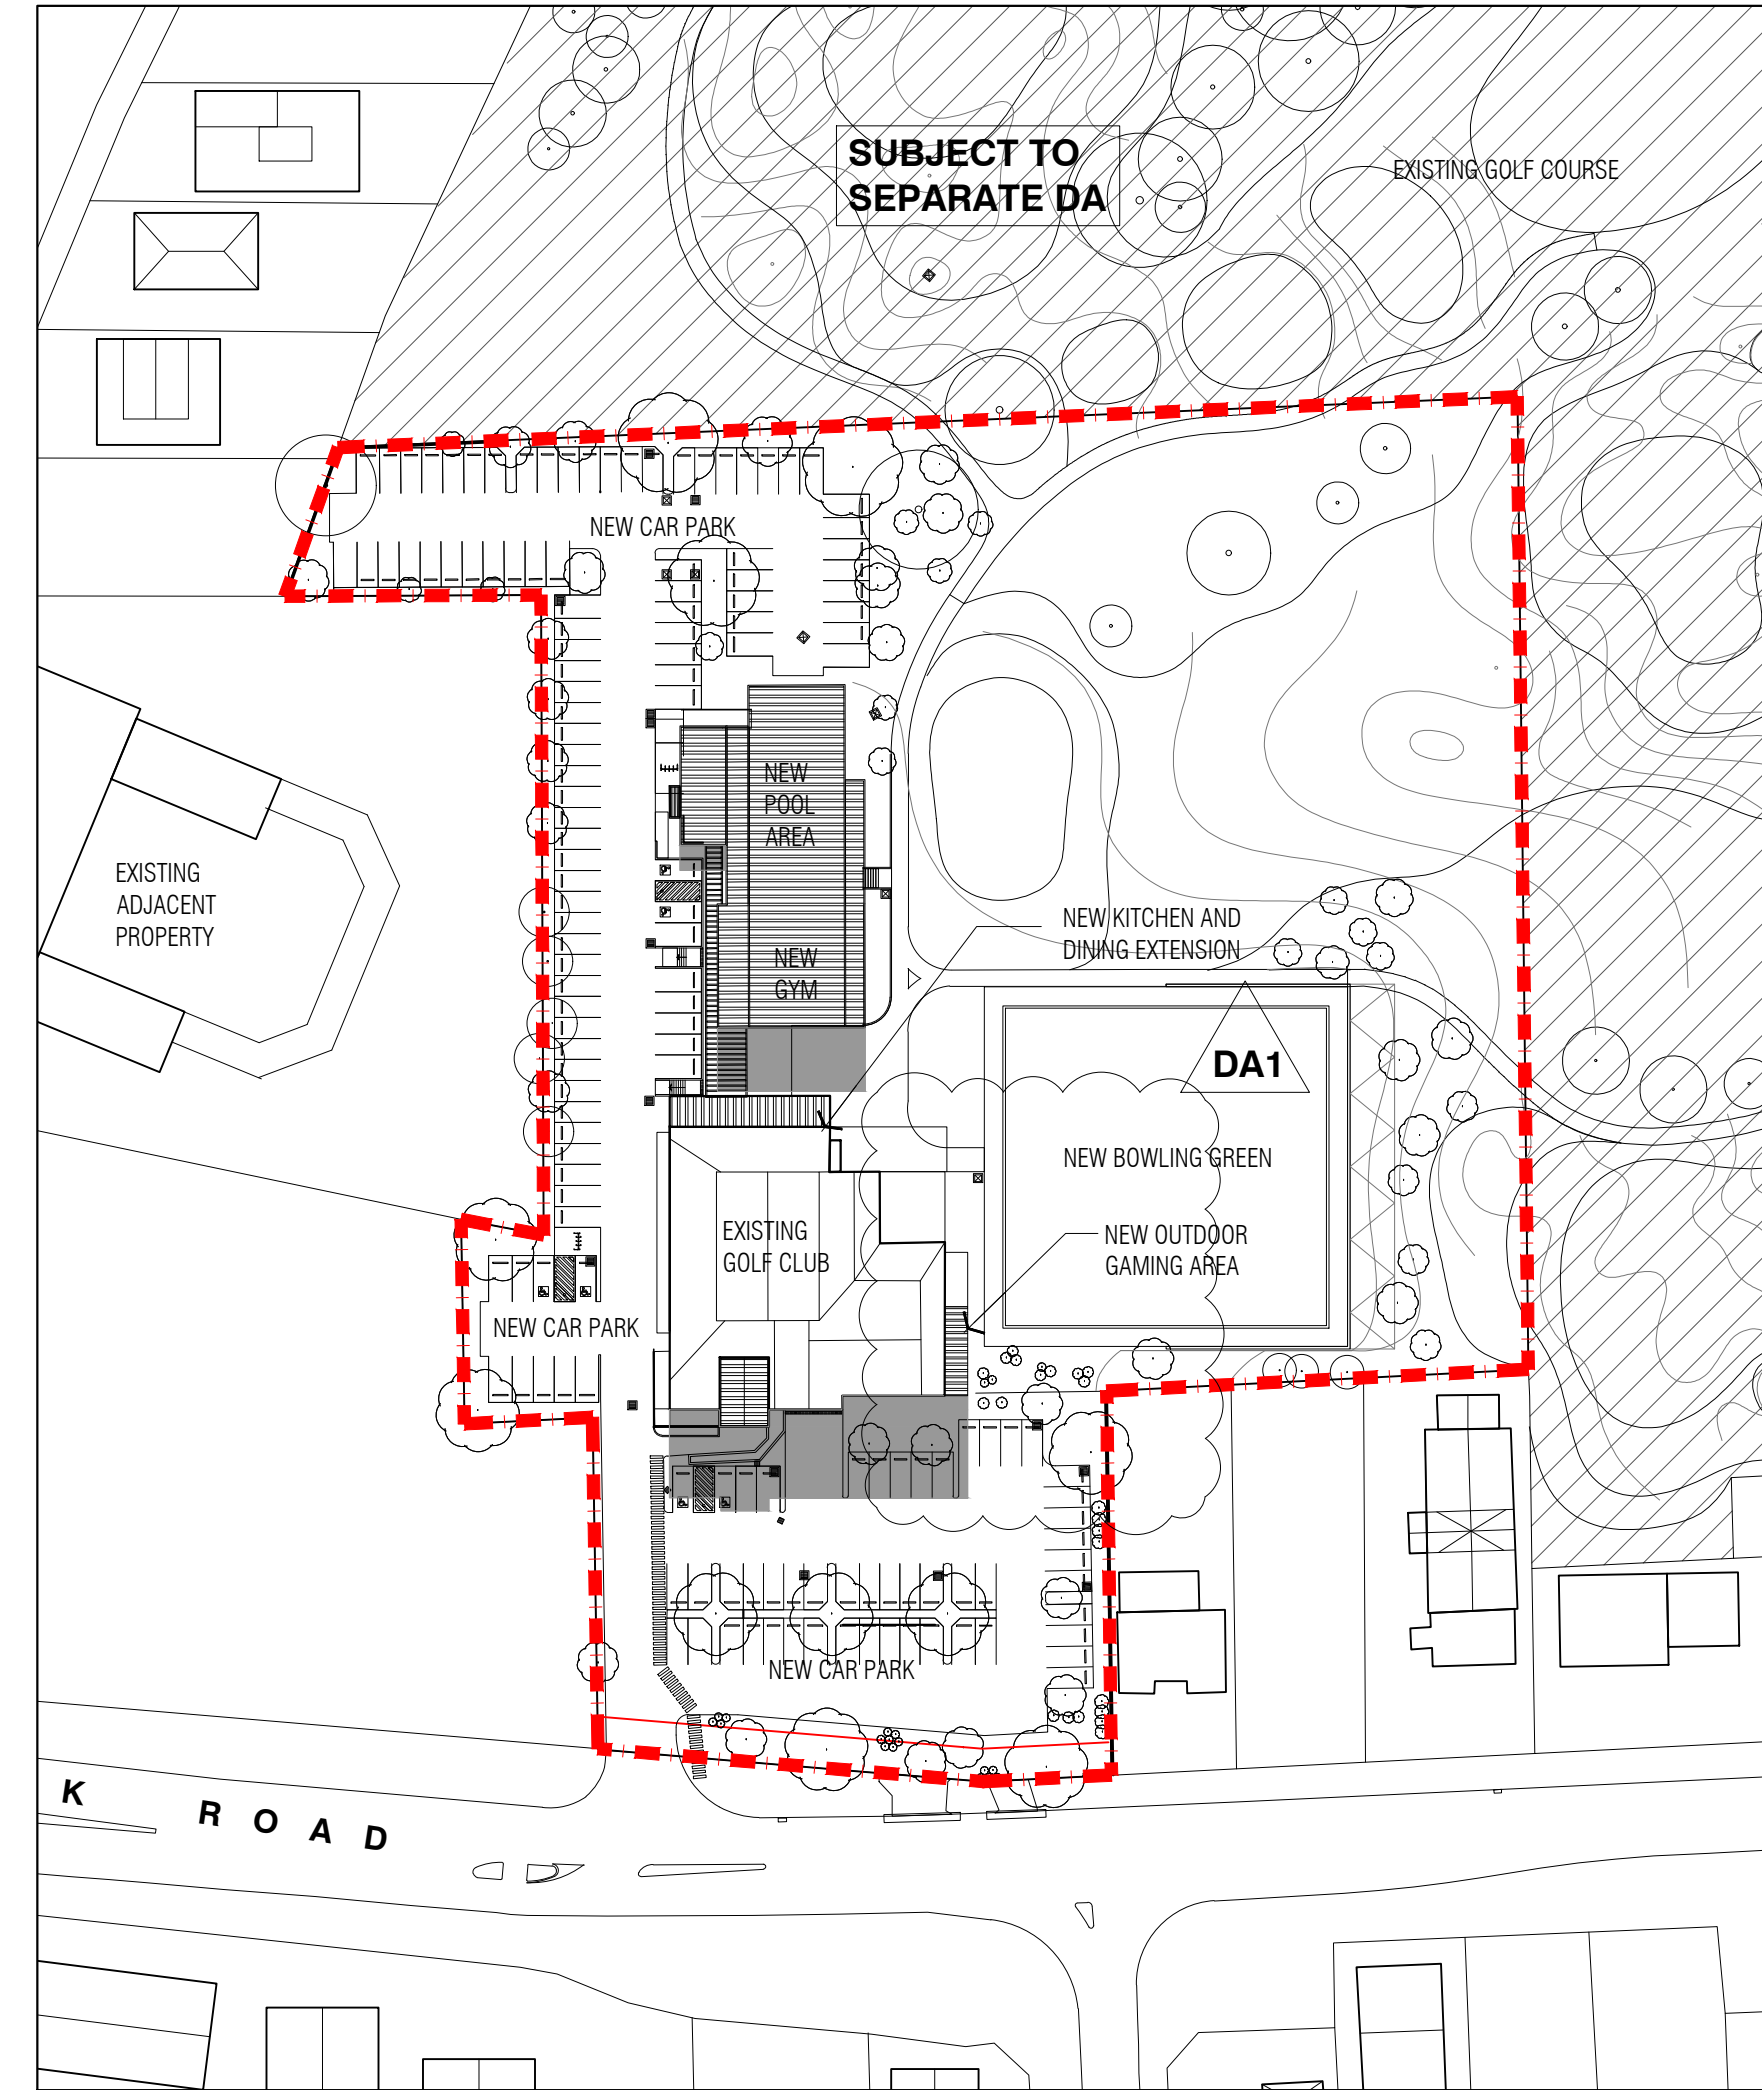 SUBJECT TO
SEPARATE DA
EXISTING GOLF COURSE
NEW CAR PARK
NEW
POOL
AREA
EXISTING
ADJACENT
PROPERTY
NEW KITCHEN AND
DINING EXTENSION
NEW
GYM
DA1
NEW BOWLING GREEN
EXISTING
GOLF CLUB
NEW OUTDOOR
GAMING AREA
NEW CAR PARK
NEW CAR PARK
K ROAD